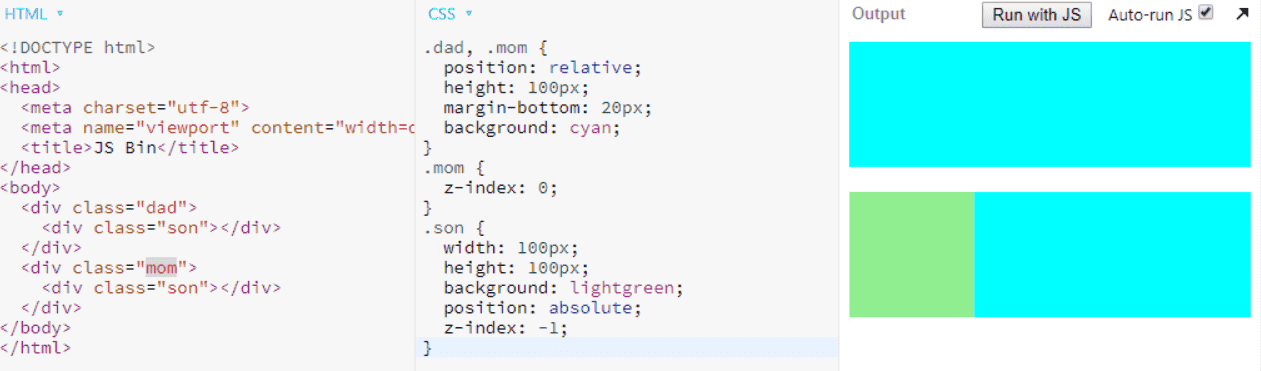 HTML
<!DOCTYPE html>
<html>
<head>
<meta charset="utf-8">
<meta name="viewport" content="width=d
<title>JS Bin</title>
</head>
<body>
<div class="dad">
<div class="son"></div>
</div>
<div class="mom">
<div class="son"></div>
</div>
</body>
</html>
CSS
.dad, .mom {
position: relative;
height: 100px;
margin-bottom: 20px;
background: cyan;
}
.mom {
z-index: 0;
}
.son {
width: 100px;
height: 100px;
background: lightgreen;
position: absolute;
z-index: -1;
}
Output Run with JS Auto-run JS